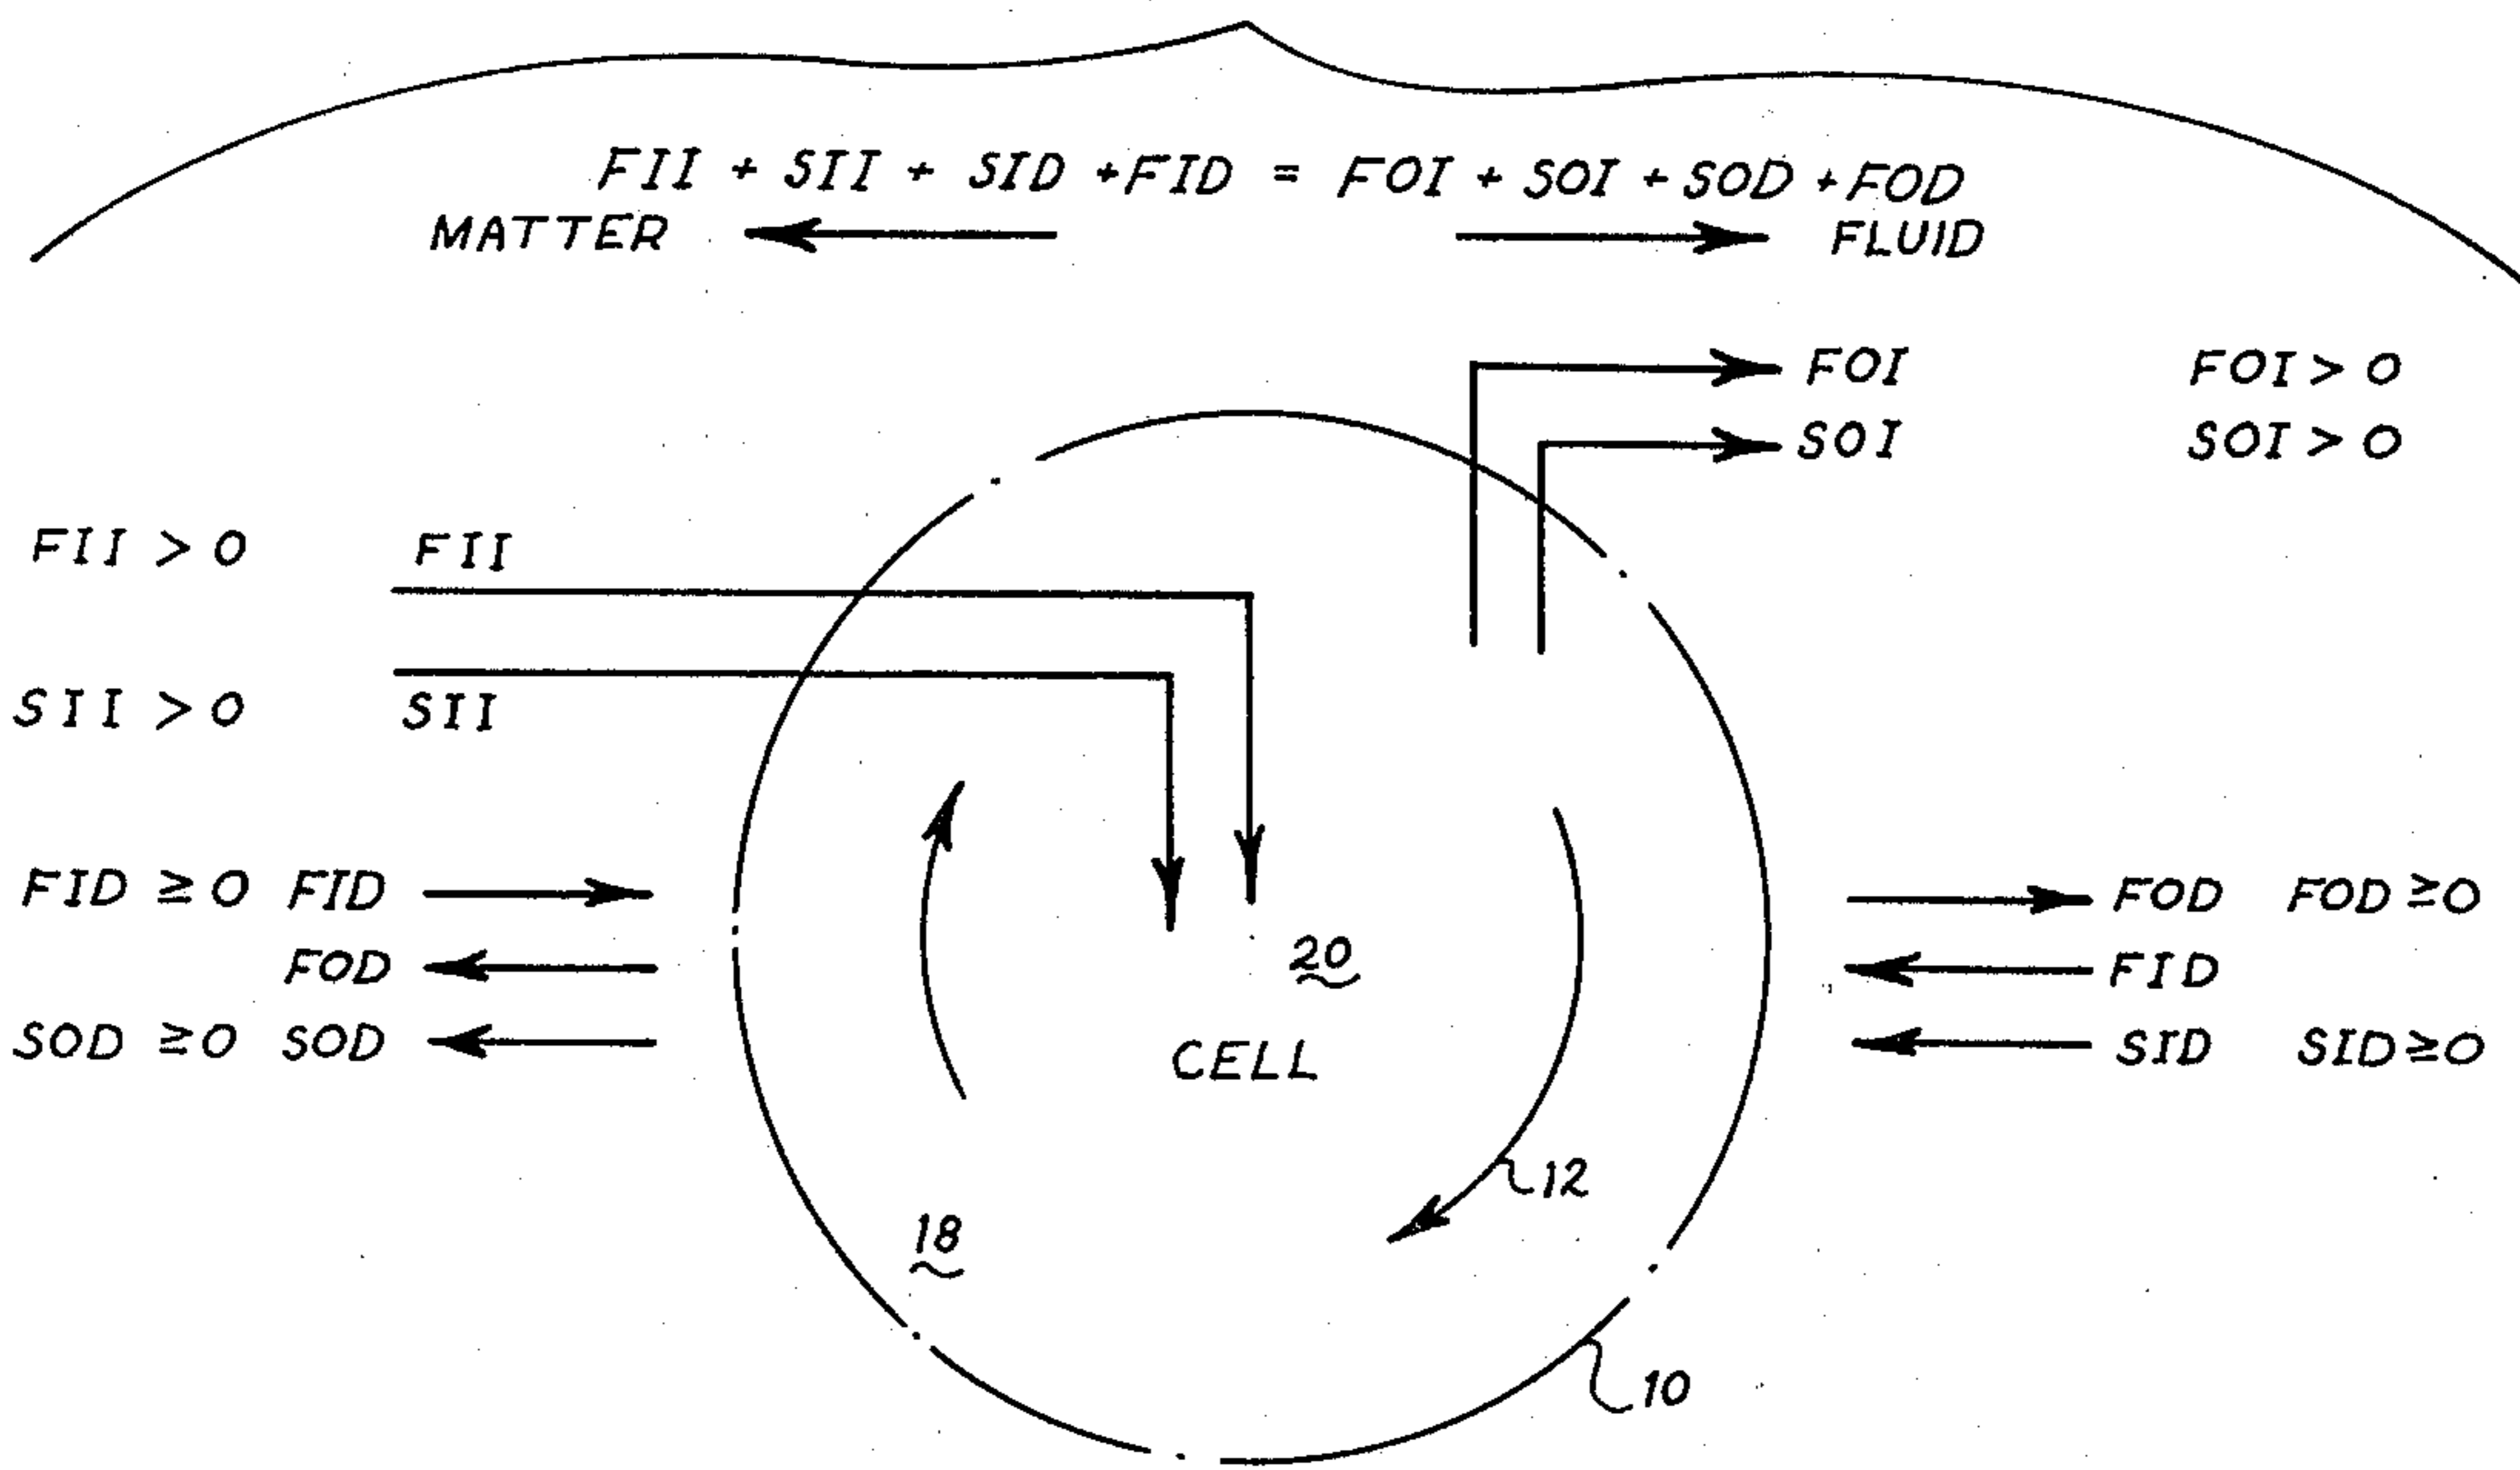 FII + SII + SID +FID = FOI + SOI + SOD +FOD
MATTER FLUID
FOI FOI > 0
SOI SOI > 0
FII > 0 FII
SII > 0 SII
FID ≥ 0 FID FOD FOD ≥ 0
FOD FID
SOD ≥ 0 SOD SID SID ≥ 0
20
CELL
12
18
10